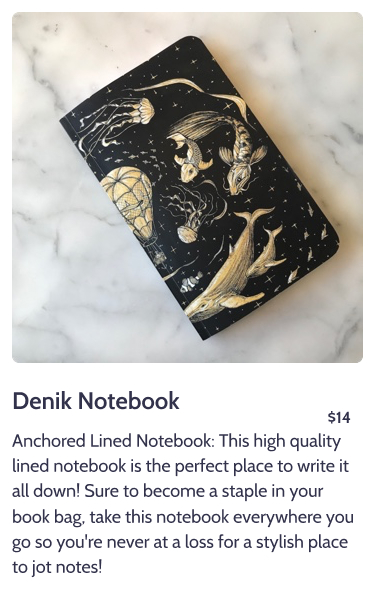 Denik Notebook
$14
Anchored Lined Notebook: This high quality
lined notebook is the perfect place to write it
all down! Sure to become a staple in your
book bag, take this notebook everywhere you
go so you're never at a loss for a stylish place
to jot notes!